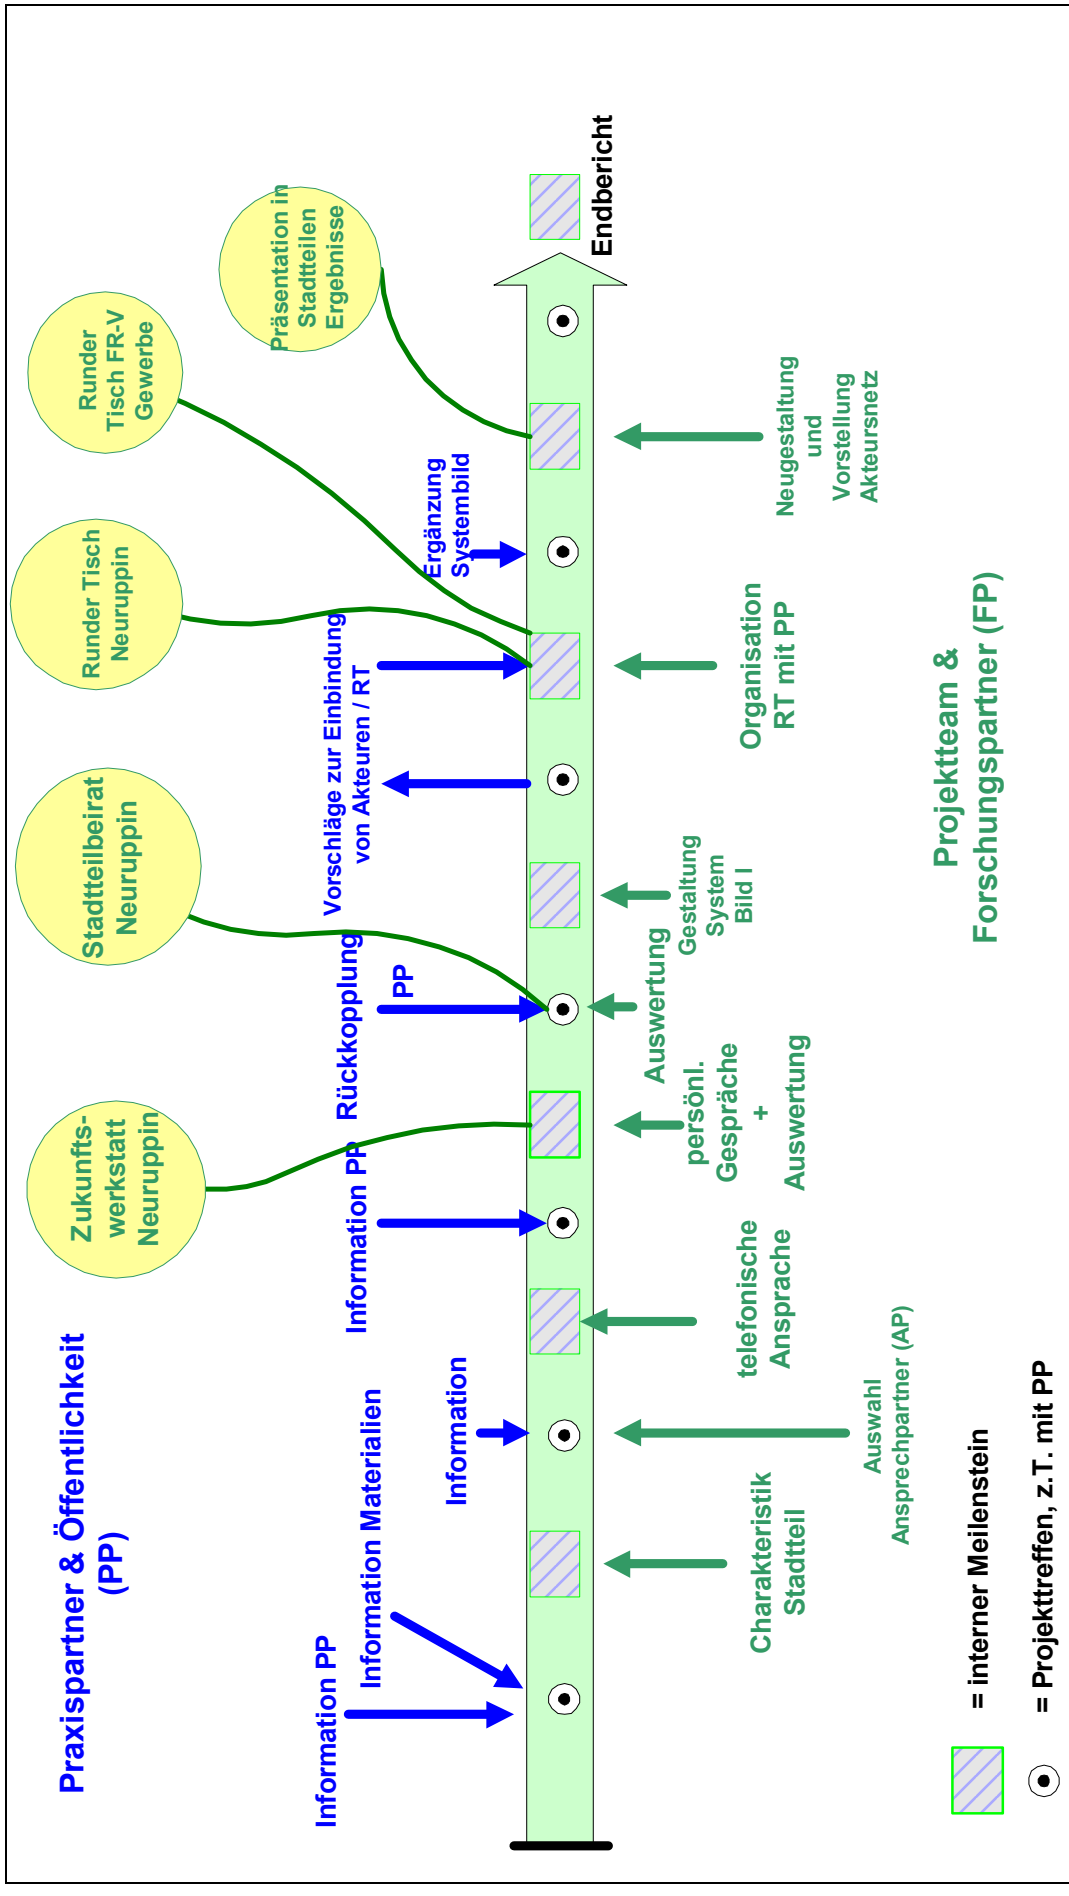 Praxispartner & Öffentlichkeit
(PP)
Zukunfts-
werkstatt
Neuruppin
Stadtteilbeirat
Neuruppin
Runder Tisch
Neuruppin
Runder
Tisch FR-V
Gewerbe
Präsentation in
Stadtteilen
Ergebnisse
Information PP
Information Materialien
Information
Information PP
Rückkopplung
PP
Vorschläge zur Einbindung
von Akteuren / RT
Ergänzung
Systembild
Endbericht
Charakteristik
Stadtteil
Auswahl
Ansprechpartner (AP)
telefonische
Ansprache
persönl.
Gespräche
+
Auswertung
Auswertung
Gestaltung
System
Bild I
Organisation
RT mit PP
Neugestaltung
und
Vorstellung
Akteursnetz
Projektteam &
Forschungspartner (FP)
= interner Meilenstein
= Projekttreffen, z.T. mit PP